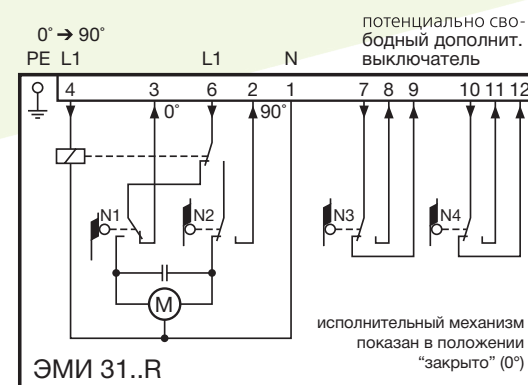 0˚ ➔ 90˚
потенциально сво-
бодный дополнит.
выключатель
PE L1 L1 N
4 3 6 2 1 7 8 9 10 11 12
0˚ 90˚
N1 N2 N3 N4
M
исполнительный механизм
показан в положении
“закрыто” (0°)
ЭМИ 31..R